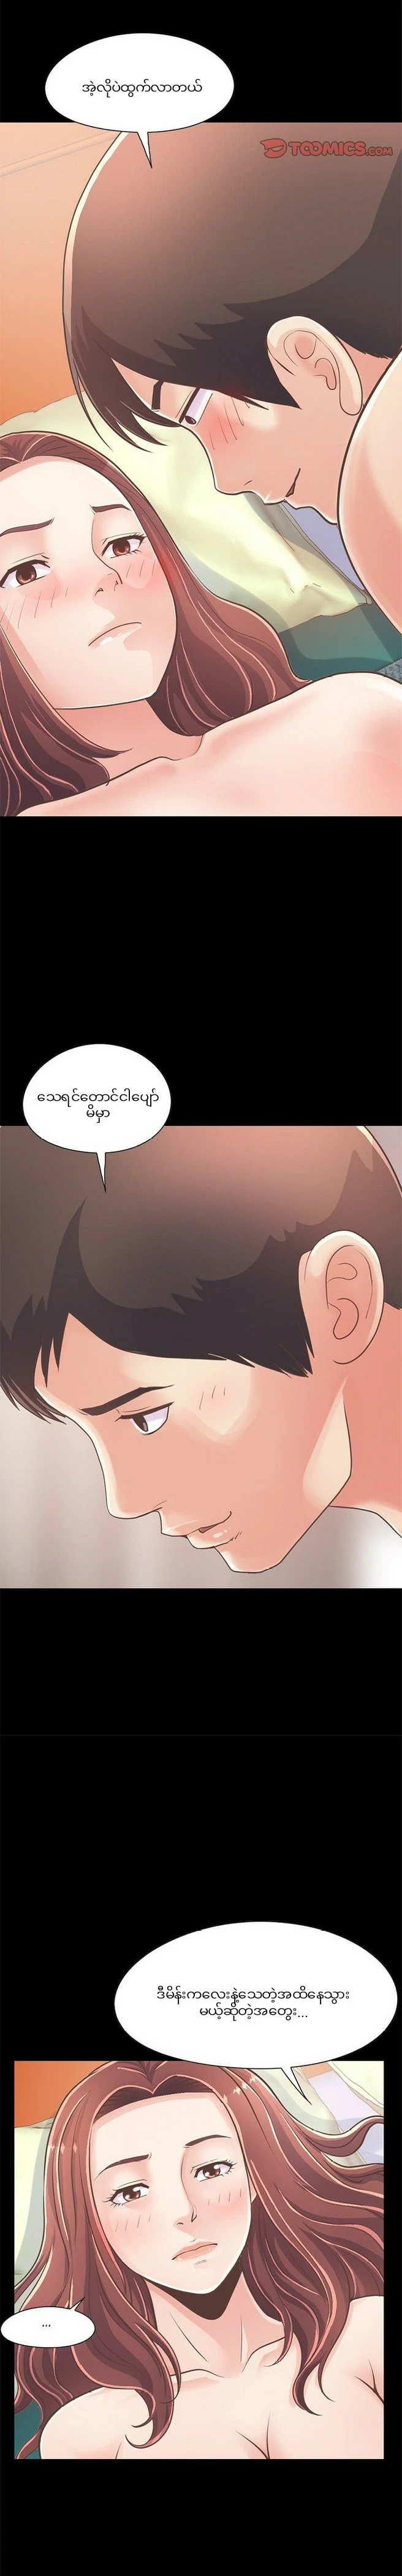 အဲ့လိုပဲထွက်လာတယ်
TOOMICS.COM
သေရင်တောင်ငါပျော်
မိမှာ
ဒီမိန်းကလေးနဲ့သေတဲ့အထိနေသွား
မယ့်ဆိုတဲ့အတွေး...
...